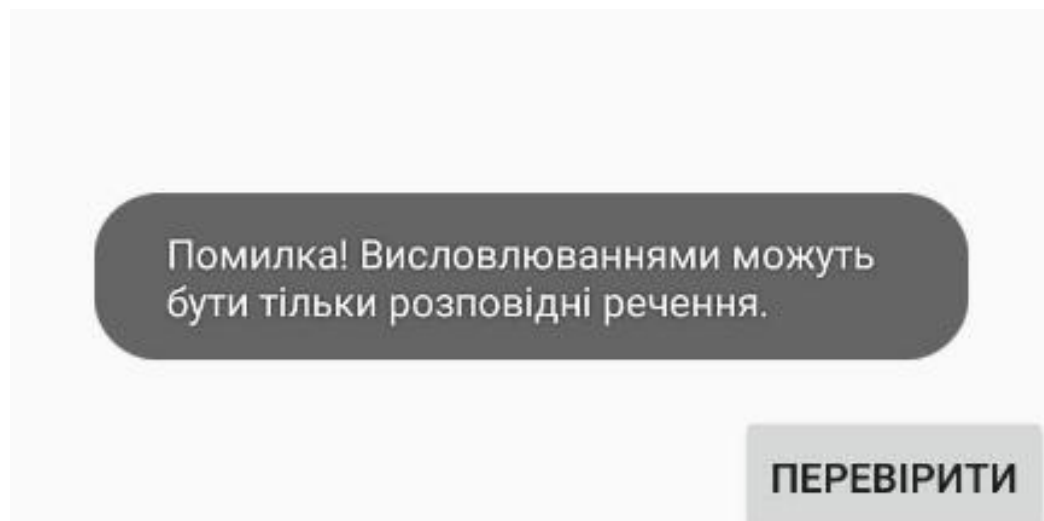 Помилка! Висловлюваннями можуть
бути тільки розповідні речення.
ПЕРЕВІРИТИ